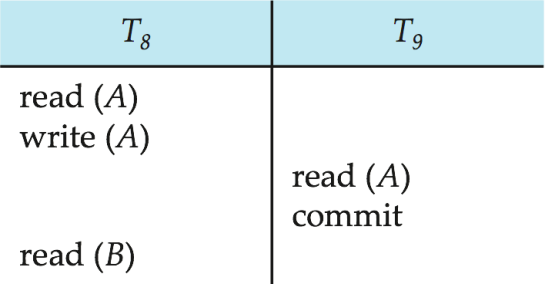 T8 T9
read (A)
write (A)
read (A)
commit
read (B)